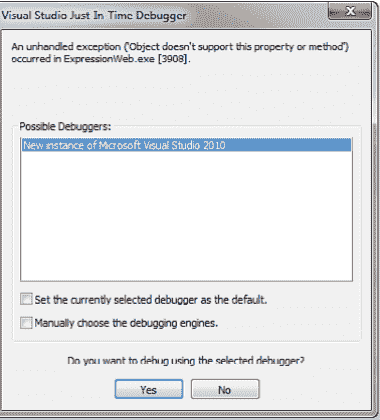 Visual Studio Just In Time Debugger
An unhandled exception ('Object doesn't support this property or method')
occurred in ExpressionWeb.exe [3908].
Possible Debuggers:
New instance of Microsoft Visual Studio 2010
Set the currently selected debugger as the default.
Manually choose the debugging engines.
Do you want to debug using the selected debugger?
Yes No